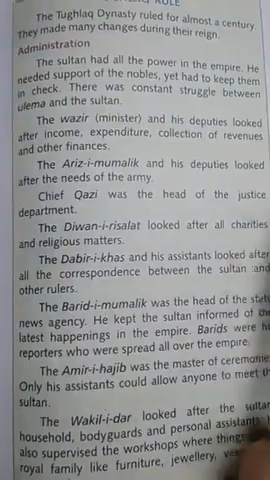 RULE
The Tughlaq Dynasty ruled for almost a century.
They made many changes during their reign.
Administration
The sultan had all the power in the empire. He
needed support of the nobles, yet had to keep them
in check. There was constant struggle between
ulema and the sultan.
The wazir (minister) and his deputies looked
after income, expenditure, collection of revenues
and other finances.
The Ariz-i-mumalik and his deputies looked
after the needs of the army.
Chief Qazi was the head of the justice
department.
The Diwan-i-risalat looked after all charities
and religious matters.
The Dabir-i-khas and his assistants looked after
all the correspondence between the sultan and
other rulers.
The Barid-i-mumalik was the head of the state
news agency. He kept the sultan informed of the
latest happenings in the empire. Barids were
reporters who were spread all over the empire.
The Amir-i-hajib was the master of ceremonie
Only his assistants could allow anyone to meet
sultan.
The Wakil-i-dar looked after the sultan
household, bodyguards and personal assistants
also supervised the workshops where things
royal family like furniture, jewellery,